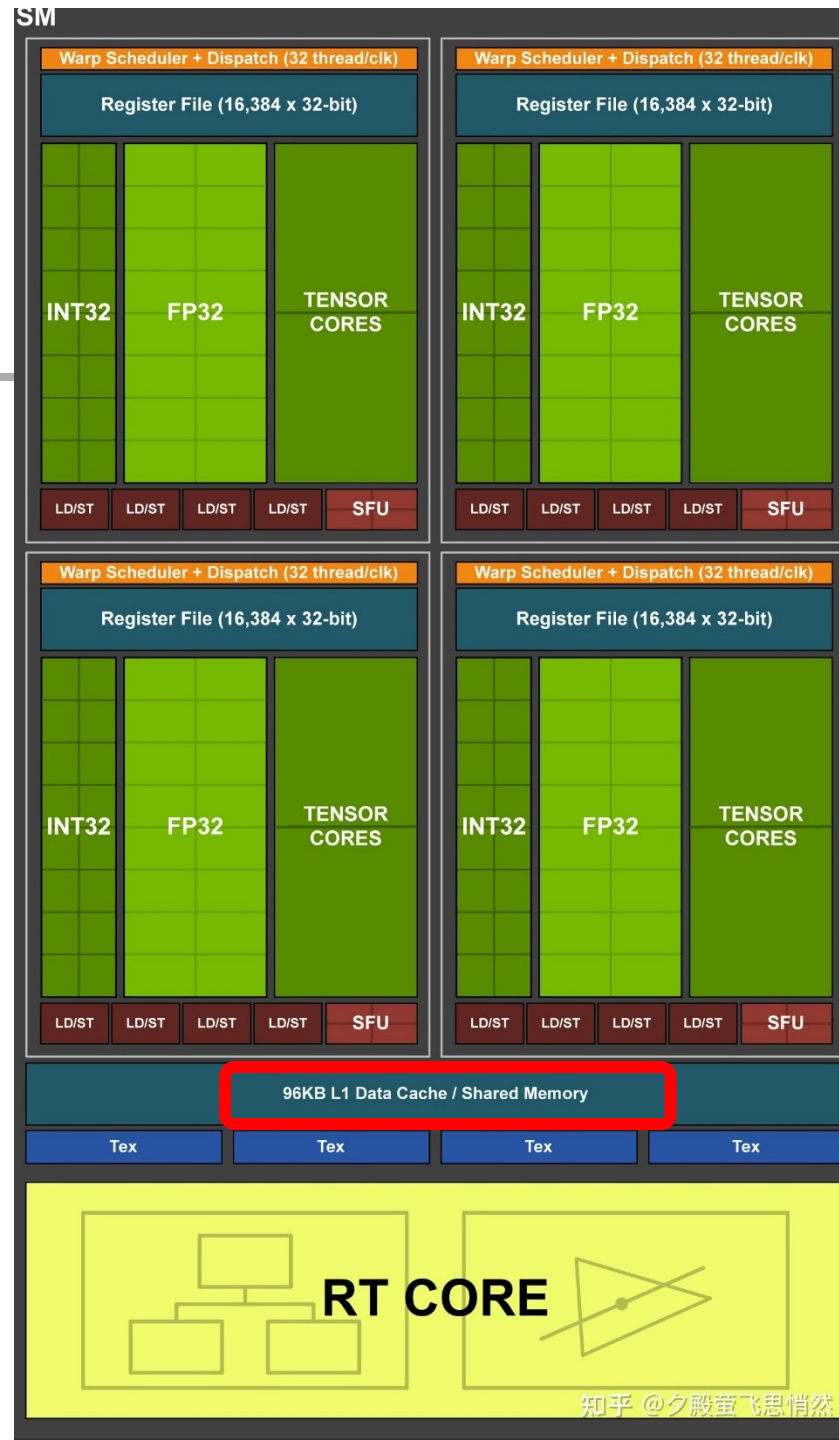 SM
Warp Scheduler + Dispatch (32 thread/clk)
Register File (16,384 x 32-bit)
INT32
FP32
TENSOR
CORES
LD/ST
LD/ST
LD/ST
LD/ST
SFU
Warp Scheduler + Dispatch (32 thread/clk)
Register File (16,384 x 32-bit)
INT32
FP32
TENSOR
CORES
LD/ST
LD/ST
LD/ST
LD/ST
SFU
Warp Scheduler + Dispatch (32 thread/clk)
Register File (16,384 x 32-bit)
INT32
FP32
TENSOR
CORES
LD/ST
LD/ST
LD/ST
LD/ST
SFU
Warp Scheduler + Dispatch (32 thread/clk)
Register File (16,384 x 32-bit)
INT32
FP32
TENSOR
CORES
LD/ST
LD/ST
LD/ST
LD/ST
SFU
96KB L1 Data Cache / Shared Memory
Tex
Tex
Tex
Tex
RT CORE
知乎 @夕殿萤飞思悄然